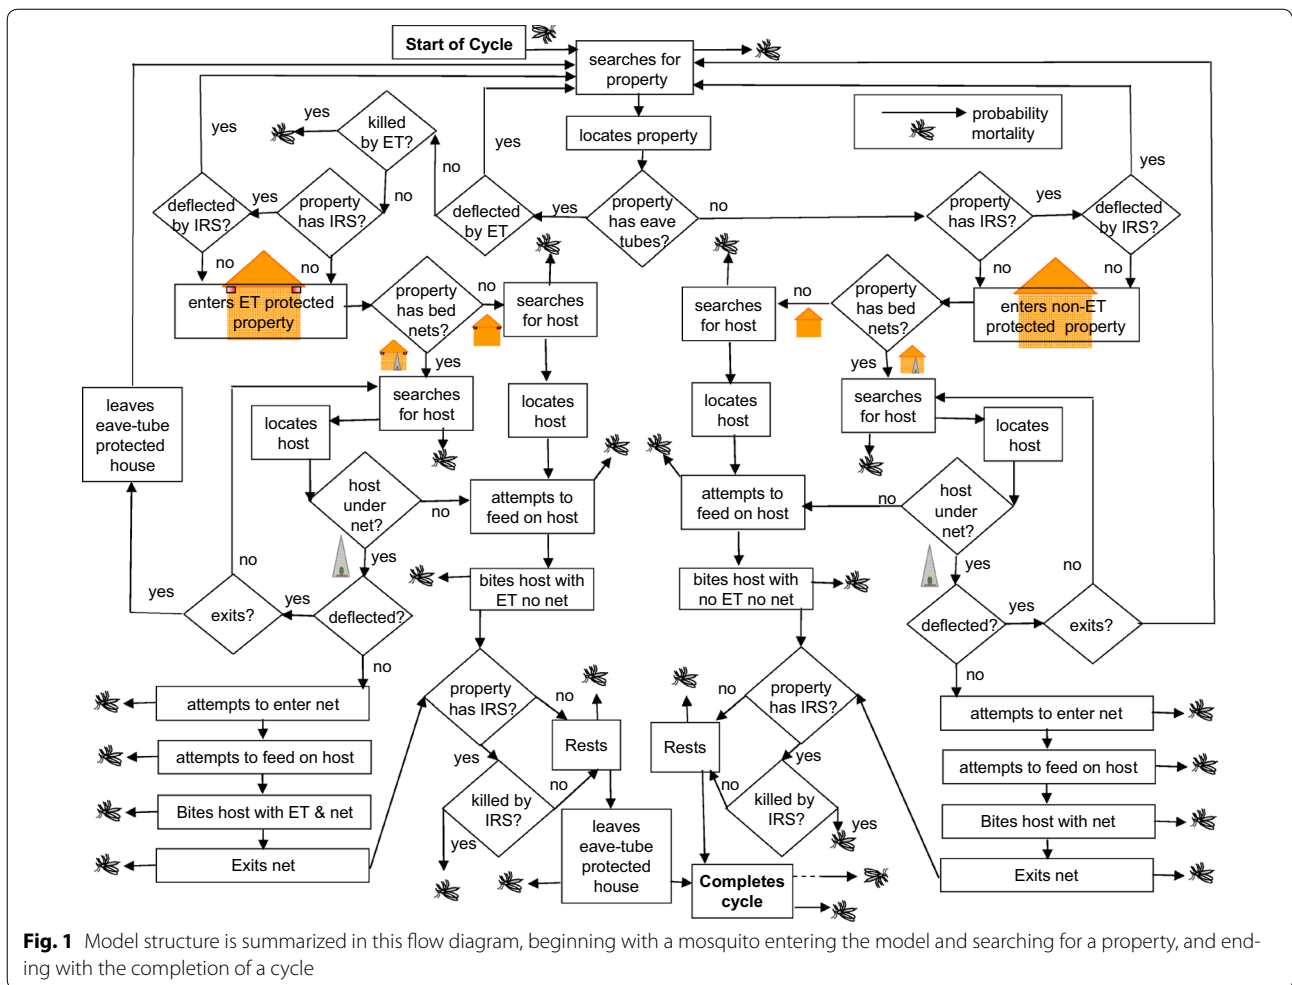 Start of Cycle
searches for
property
probability
mortality
yes
killed
by ET?
locates property
yes
no
yes
yes
no
deflected
by IRS?
yes
property
has IRS?
deflected
by ET
yes
property
has eave
tubes?
no
property
has IRS?
yes
deflected
by IRS?
no
no
no
no
enters ET protected
property
property
has bed
nets?
no
searches
for host
searches
for host
no
property
has bed
nets?
enters non-ET
protected property
yes
yes
leaves
eave-tube
protected
house
searches
for host
locates
host
locates
host
locates
host
searches
for host
locates
host
host
under
net?
no
attempts to
feed on host
attempts to
feed on host
no
host
under
net?
yes
yes
no
no
bites host with
ET no net
bites host with
no ET no net
yes
exits?
yes
deflected?
deflected?
yes
exits?
no
no
attempts to enter net
attempts to feed on host
Bites host with ET & net
Exits net
property
has IRS?
no
Rests
yes
killed by
IRS?
no
yes
leaves
eave-tube
protected
house
no
property
has IRS?
Rests
yes
no
killed by
IRS?
yes
Completes
cycle
attempts to enter net
attempts to feed on host
Bites host with net
Exits net
Fig. 1 Model structure is summarized in this flow diagram, beginning with a mosquito entering the model and searching for a property, and end-
ing with the completion of a cycle